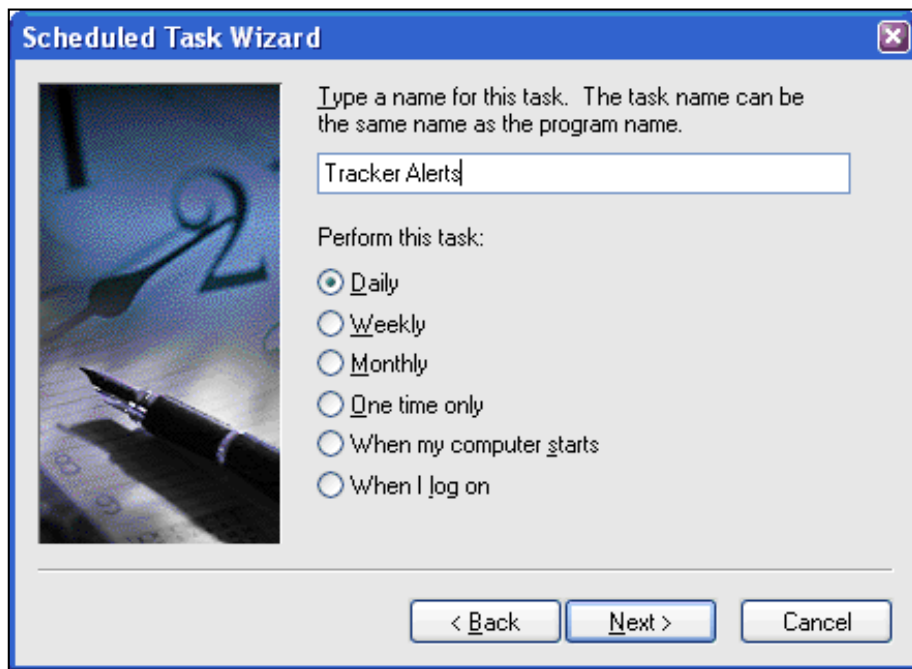 Scheduled Task Wizard
Type a name for this task. The task name can be
the same name as the program name.
Tracker Alerts
Perform this task:
Daily
Weekly
Monthly
One time only
When my computer starts
When I log on
< Back
Next >
Cancel